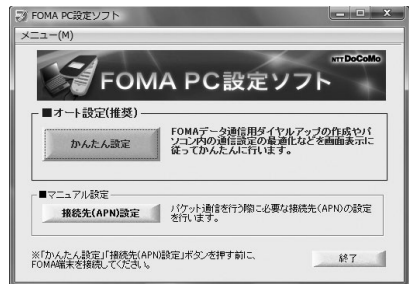 FOMA PC設定ソフト
メニュー(M)
NTT DoCoMo
FOMA PC設定ソフト
■オート設定(推奨)
かんたん設定
FOMAデータ通信用ダイヤルアップの作成やパ
ソコン内の通信設定の最適化などを画面表示に
従ってかんたんに行います。
■マニュアル設定
接続先(APN)設定
パケット通信を行う際に必要な接続先(APN)の設定
を行います。
※「かんたん設定」「接続先(APN)設定」ボタンを押す前に、
FOMA端末を接続してください。
終了